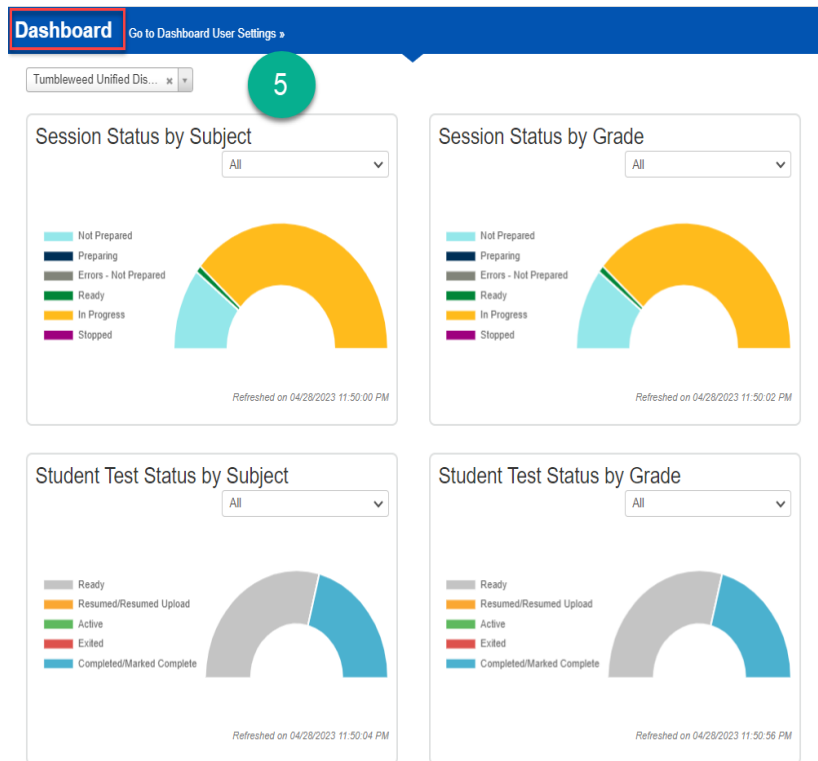 Dashboard Go to Dashboard User Settings »
Tumbleweed Unified Dis... ×
5
Session Status by Subject
All
Not Prepared
Preparing
Errors - Not Prepared
Ready
In Progress
Stopped
Refreshed on 04/28/2023 11:50:00 PM
Session Status by Grade
All
Not Prepared
Preparing
Errors - Not Prepared
Ready
In Progress
Stopped
Refreshed on 04/28/2023 11:50:02 PM
Student Test Status by Subject
All
Ready
Resumed/Resumed Upload
Active
Exited
Completed/Marked Complete
Refreshed on 04/28/2023 11:50:04 PM
Student Test Status by Grade
All
Ready
Resumed/Resumed Upload
Active
Exited
Completed/Marked Complete
Refreshed on 04/28/2023 11:50:56 PM